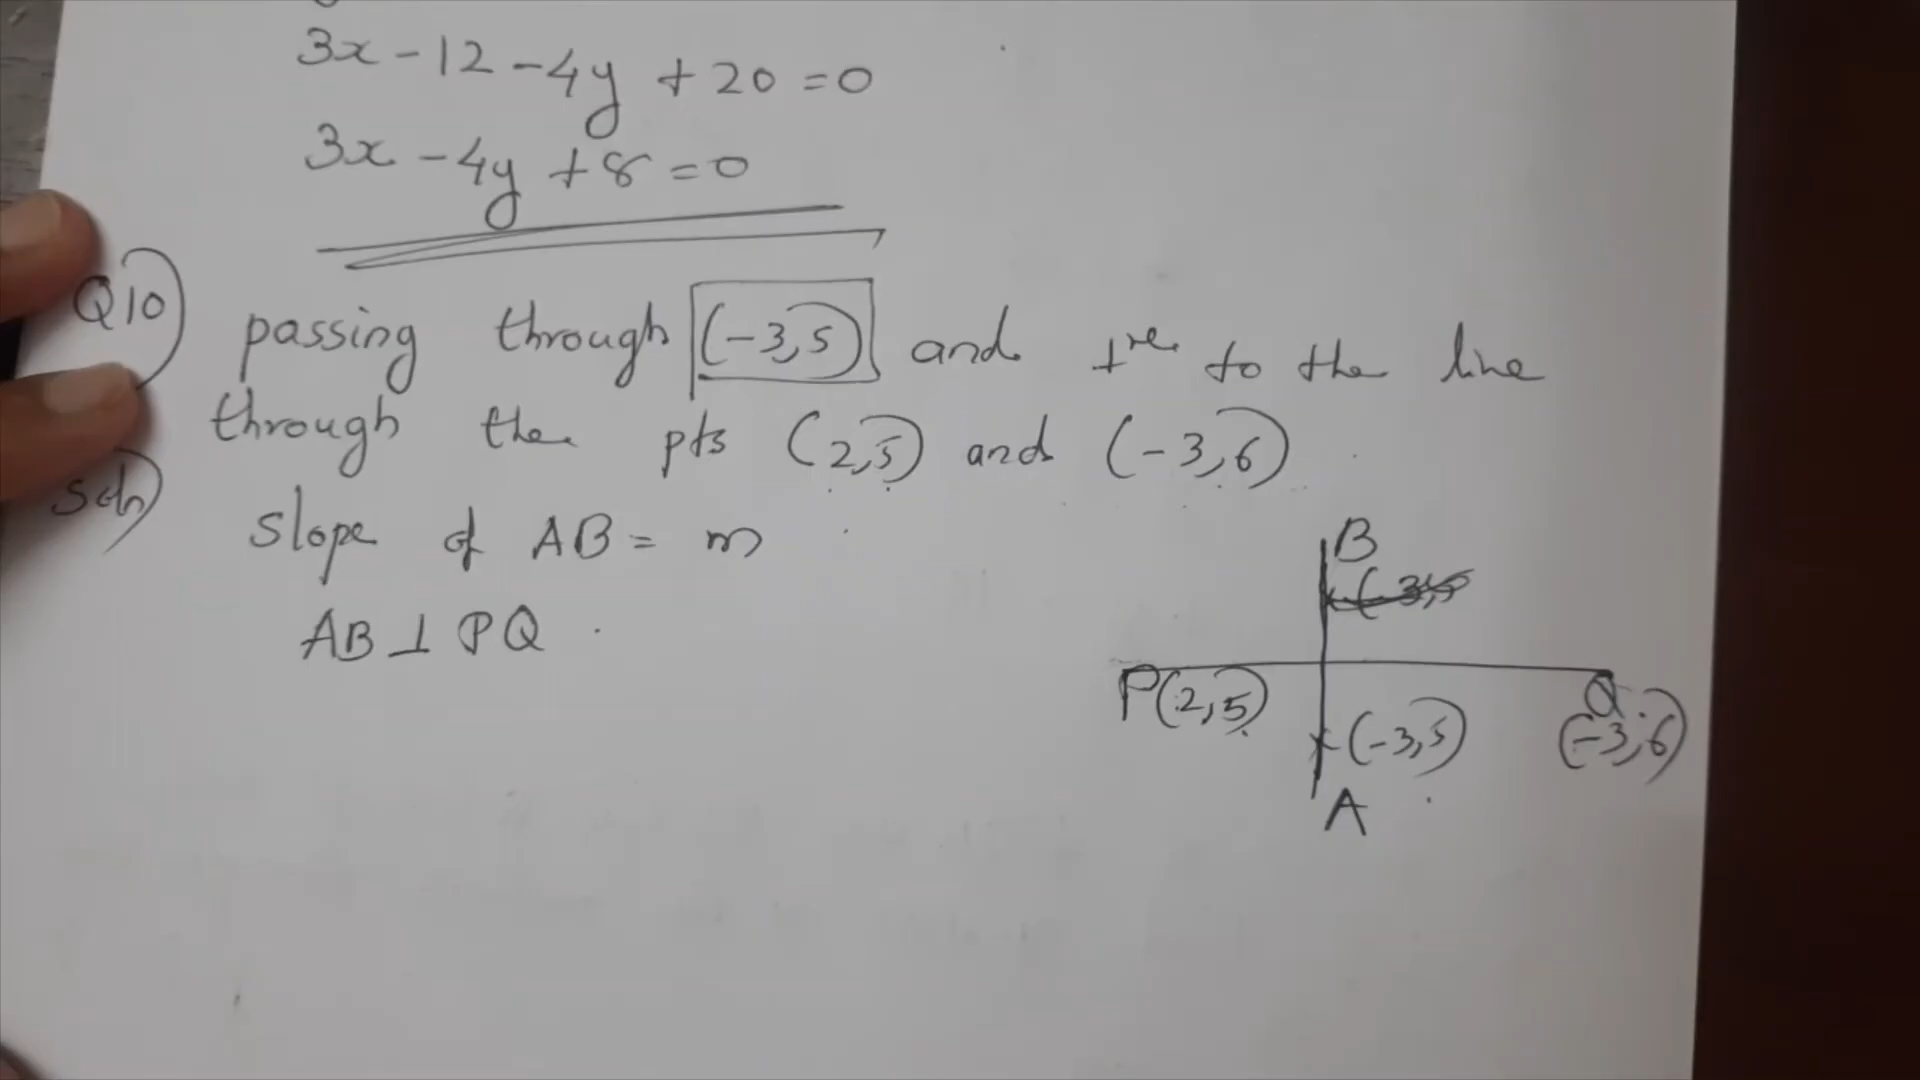 3x - 12 - 4y + 20 = 0
3x - 4y + 8 = 0
Q10) passing through (-3,5) and ⊥re to the line
through the pts (2,5) and (-3,6)
Soln) slope of AB = m
AB ⊥ PQ
B
P(2,5)
Q
(-3,5)
(-3,6)
A